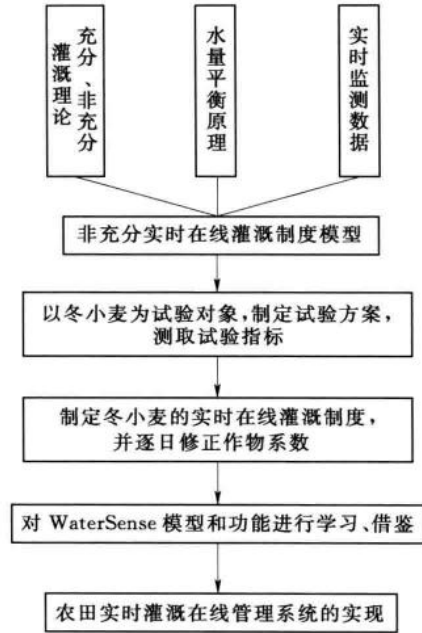 充分、非充分
灌溉理论
水量平衡原理
实时监测数据
非充分实时在线灌溉制度模型
以冬小麦为试验对象,制定试验方案,
测取试验指标
制定冬小麦的实时在线灌溉制度,
并逐日修正作物系数
对 WaterSense 模型和功能进行学习、借鉴
农田实时灌溉在线管理系统的实现